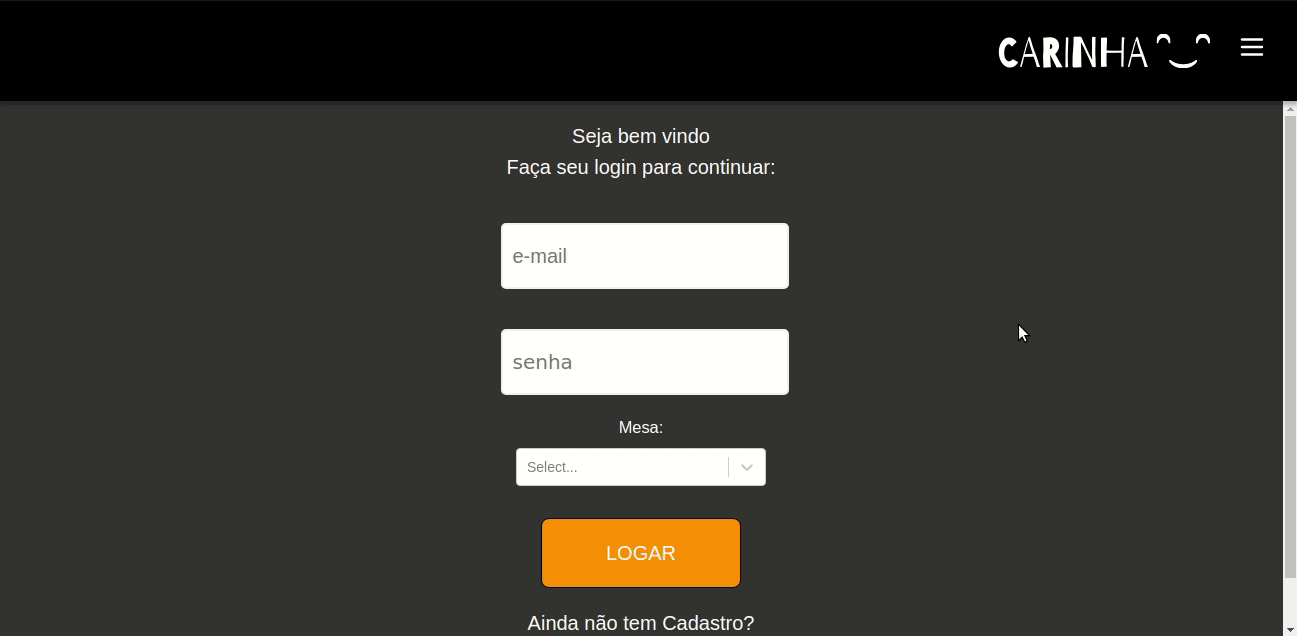 CARINHA
Seja bem vindo
Faça seu login para continuar:
e-mail
senha
Mesa:
Select...
LOGAR
Ainda não tem Cadastro?